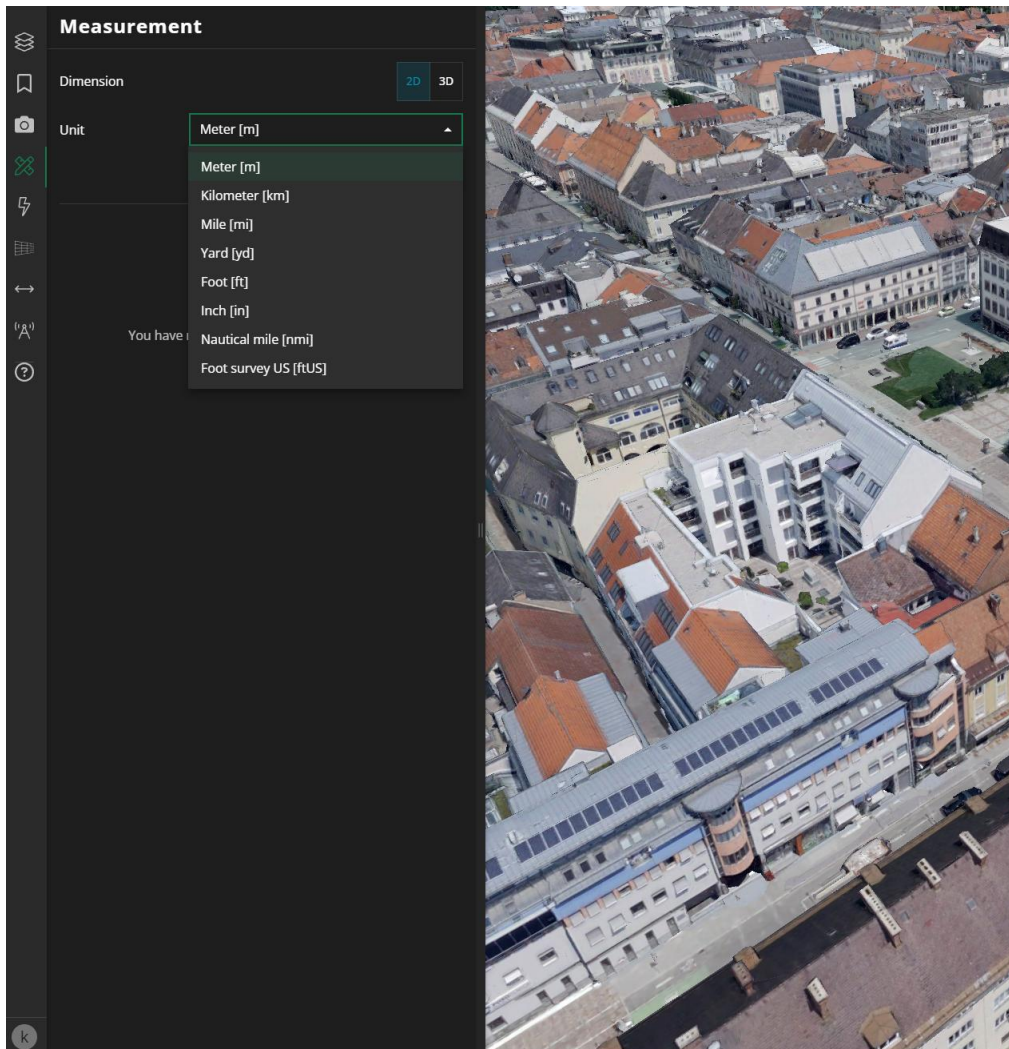 Measurement
Dimension
2D 3D
Unit
Meter [m]
Meter [m]
Kilometer [km]
Mile [mi]
Yard [yd]
Foot [ft]
Inch [in]
Nautical mile [nmi]
You have
Foot survey US [ftUS]
k